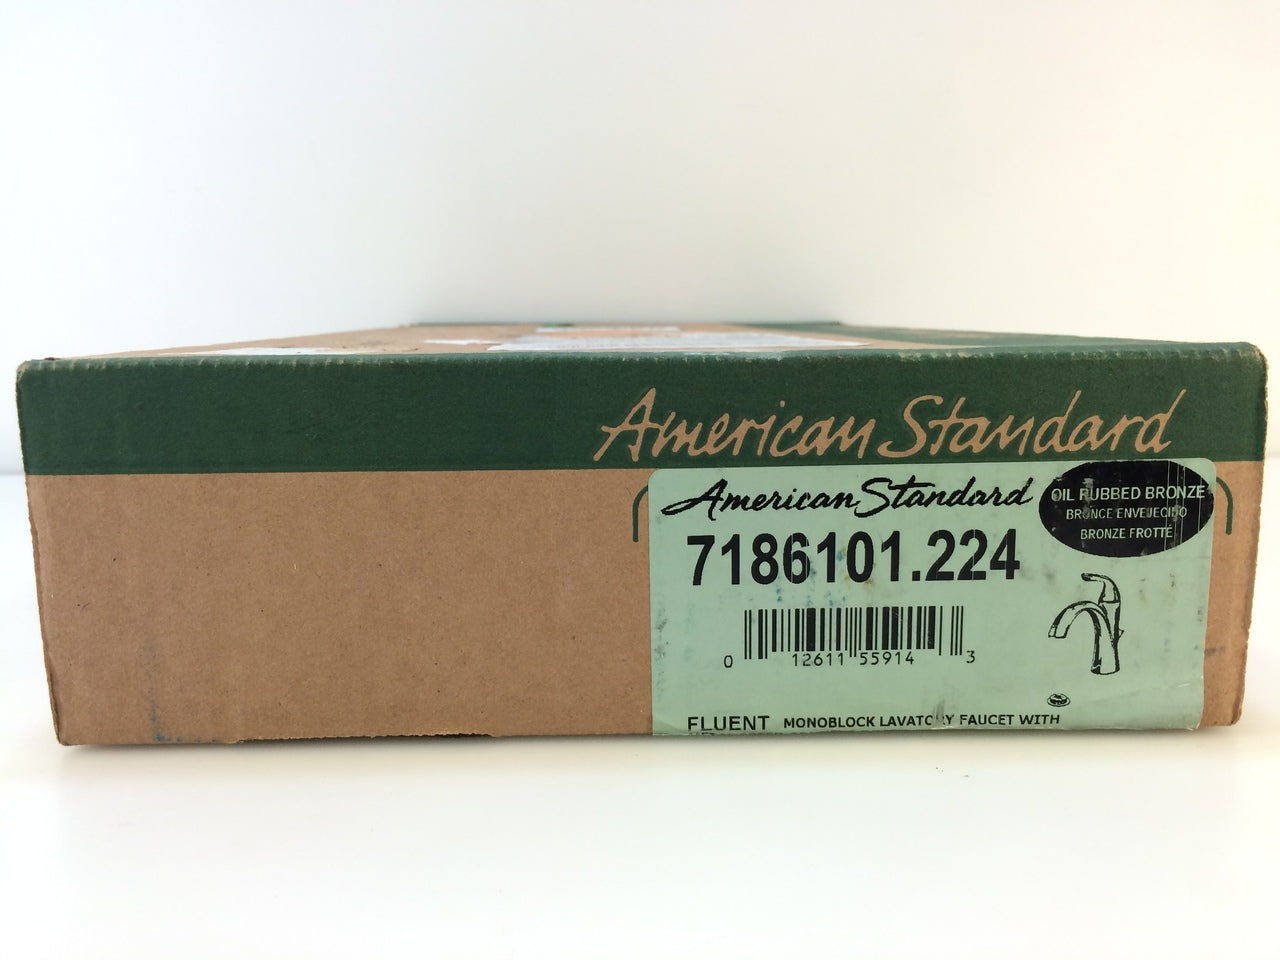 American Standard
American Standard
OIL RUBBED BRONZE
BRONCE ENVEJECIDO
BRONZE FROTTÉ
7186101.224
0 12611 55914 3
FLUENT MONOBLOCK LAVATORY FAUCET WITH